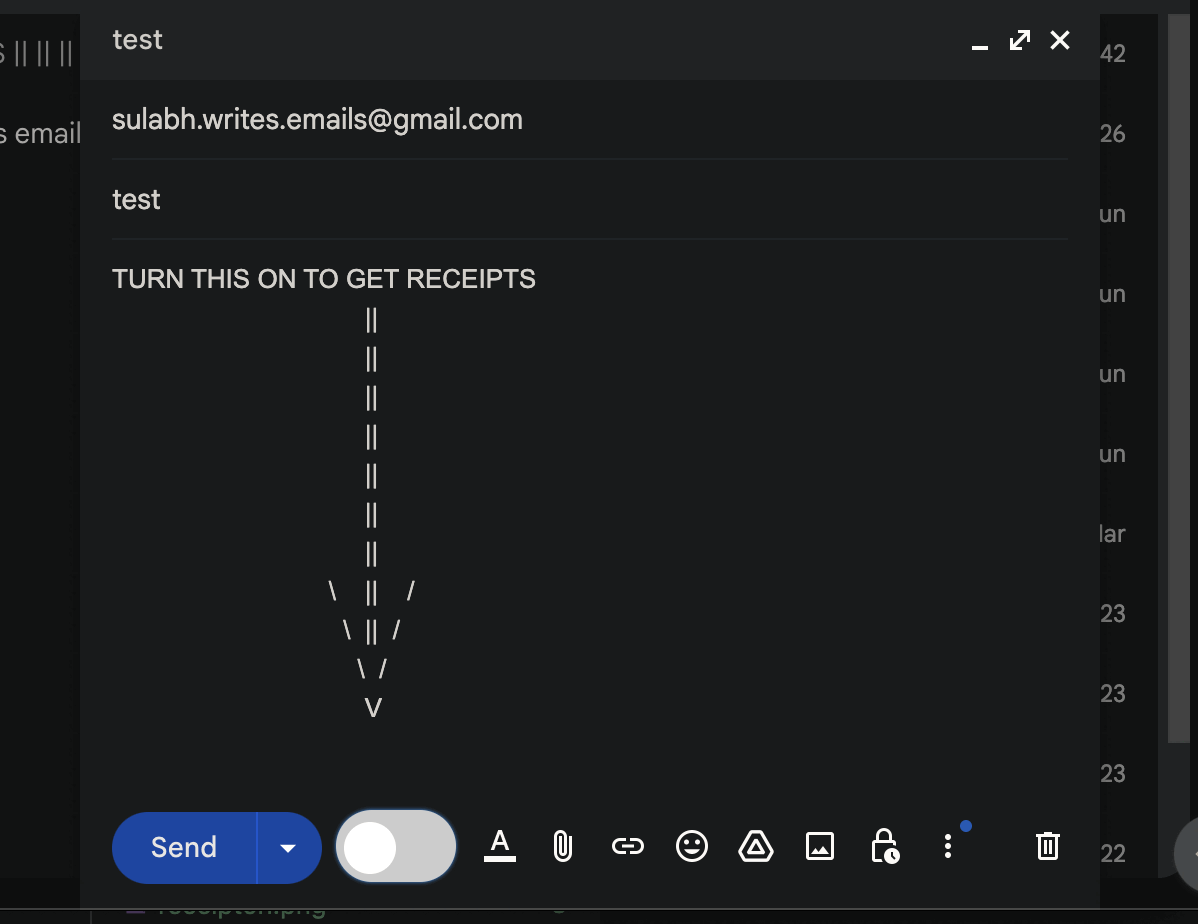 S || || ||
s email
test
sulabh.writes.emails@gmail.com
test
TURN THIS ON TO GET RECEIPTS
||
||
||
||
||
||
||
\ || /
\ || /
\ /
V
Send
A
42
26
un
un
un
un
lar
23
23
23
22